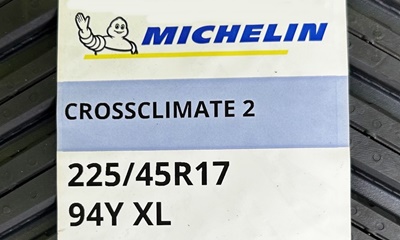 MICHELIN
CROSSCLIMATE 2
225/45R17
94Y XL